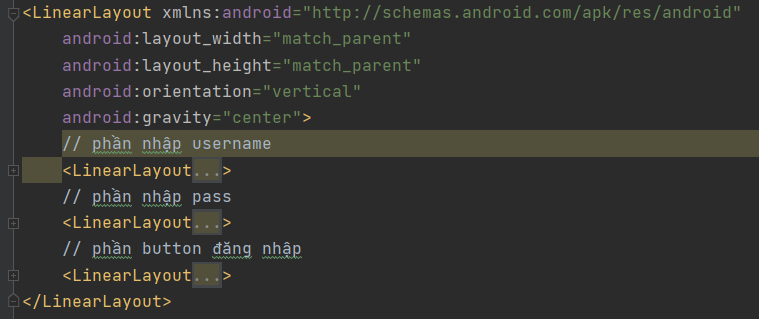 <LinearLayout xmlns:android="http://schemas.android.com/apk/res/android"
    android:layout_width="match_parent"
    android:layout_height="match_parent"
    android:orientation="vertical"
    android:gravity="center">
    // phần nhập username
    <LinearLayout...>
    // phần nhập pass
    <LinearLayout...>
    // phần button đăng nhập
    <LinearLayout...>
</LinearLayout>